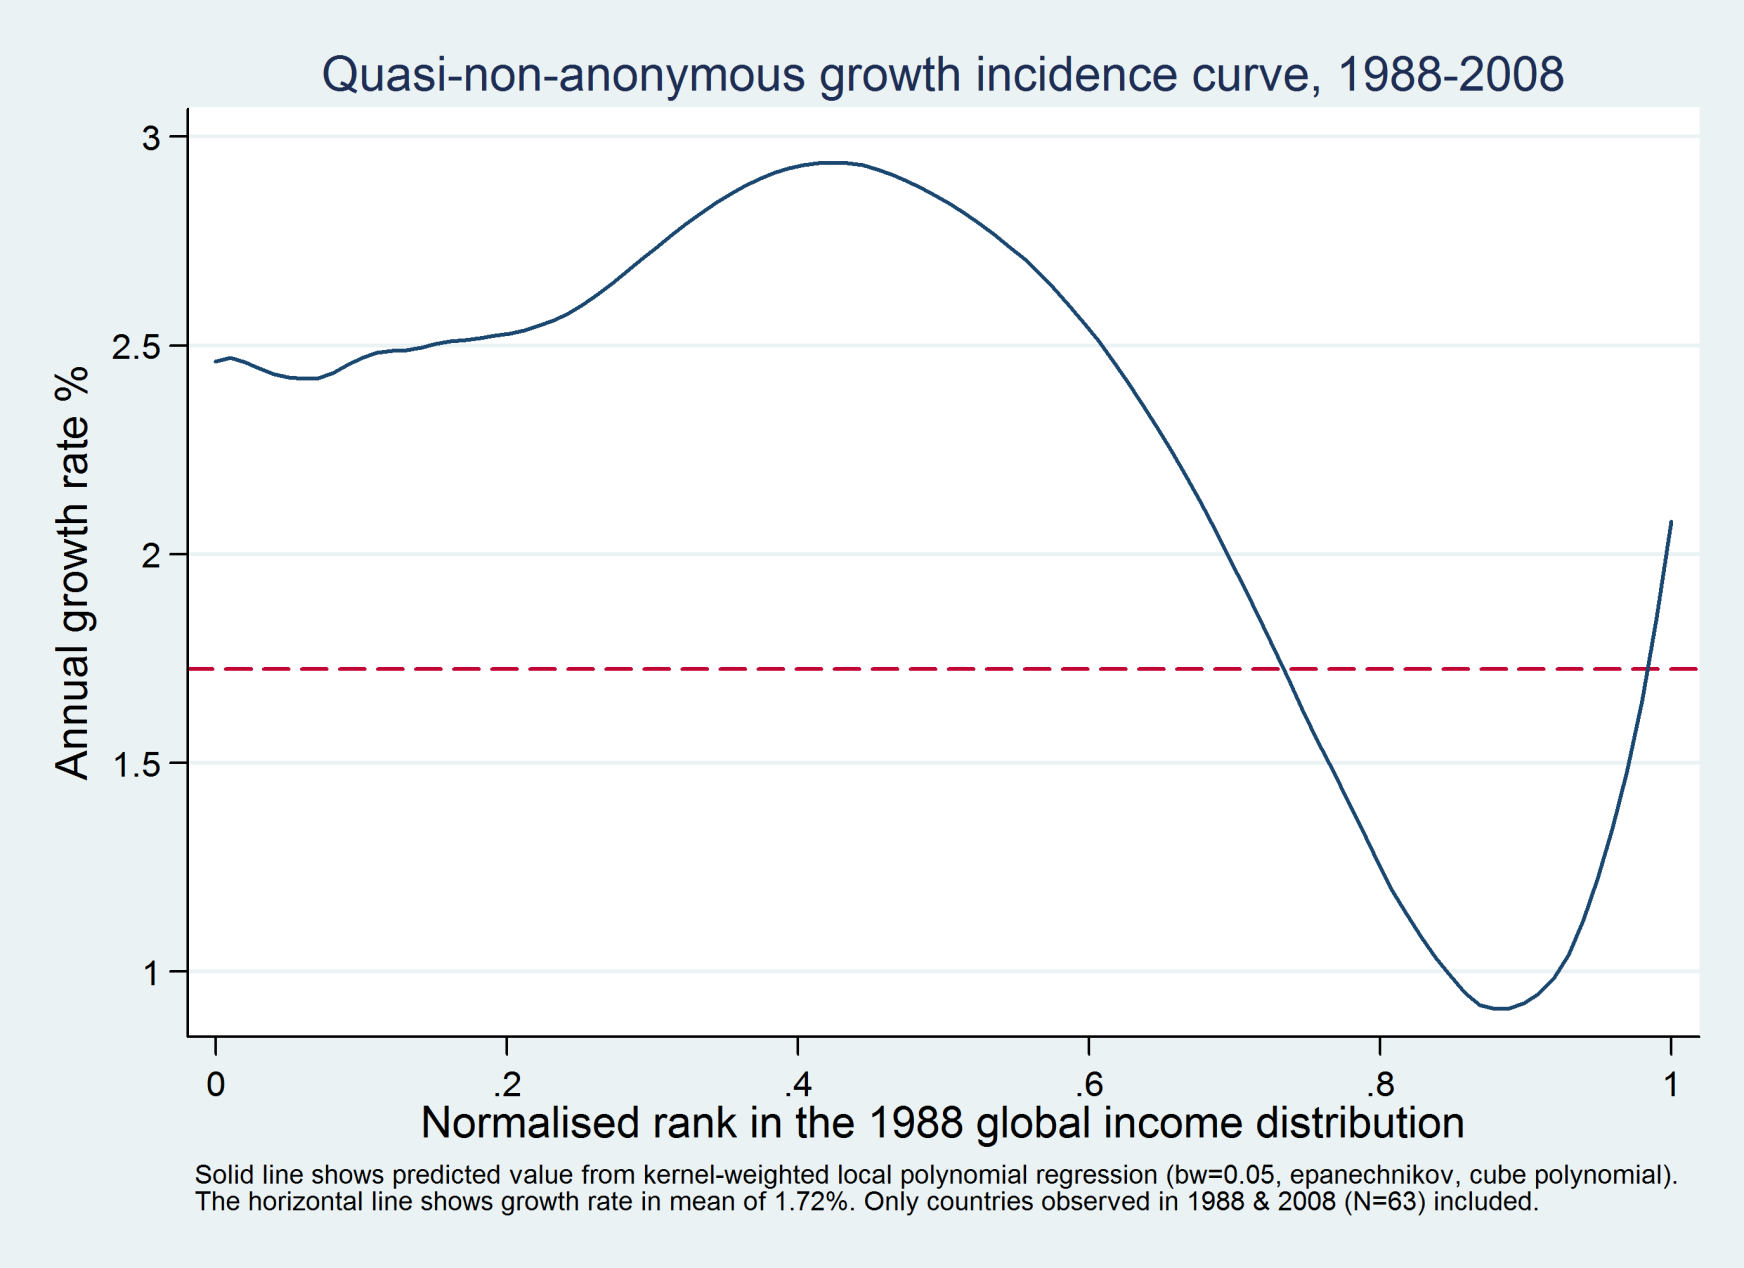 Quasi-non-anonymous growth incidence curve, 1988-2008
3
2.5
2
1.5
1
Annual growth rate %
0 .2 .4 .6 .8 1
Normalised rank in the 1988 global income distribution
Solid line shows predicted value from kernel-weighted local polynomial regression (bw=0.05, epanechnikov, cube polynomial).
The horizontal line shows growth rate in mean of 1.72%. Only countries observed in 1988 & 2008 (N=63) included.